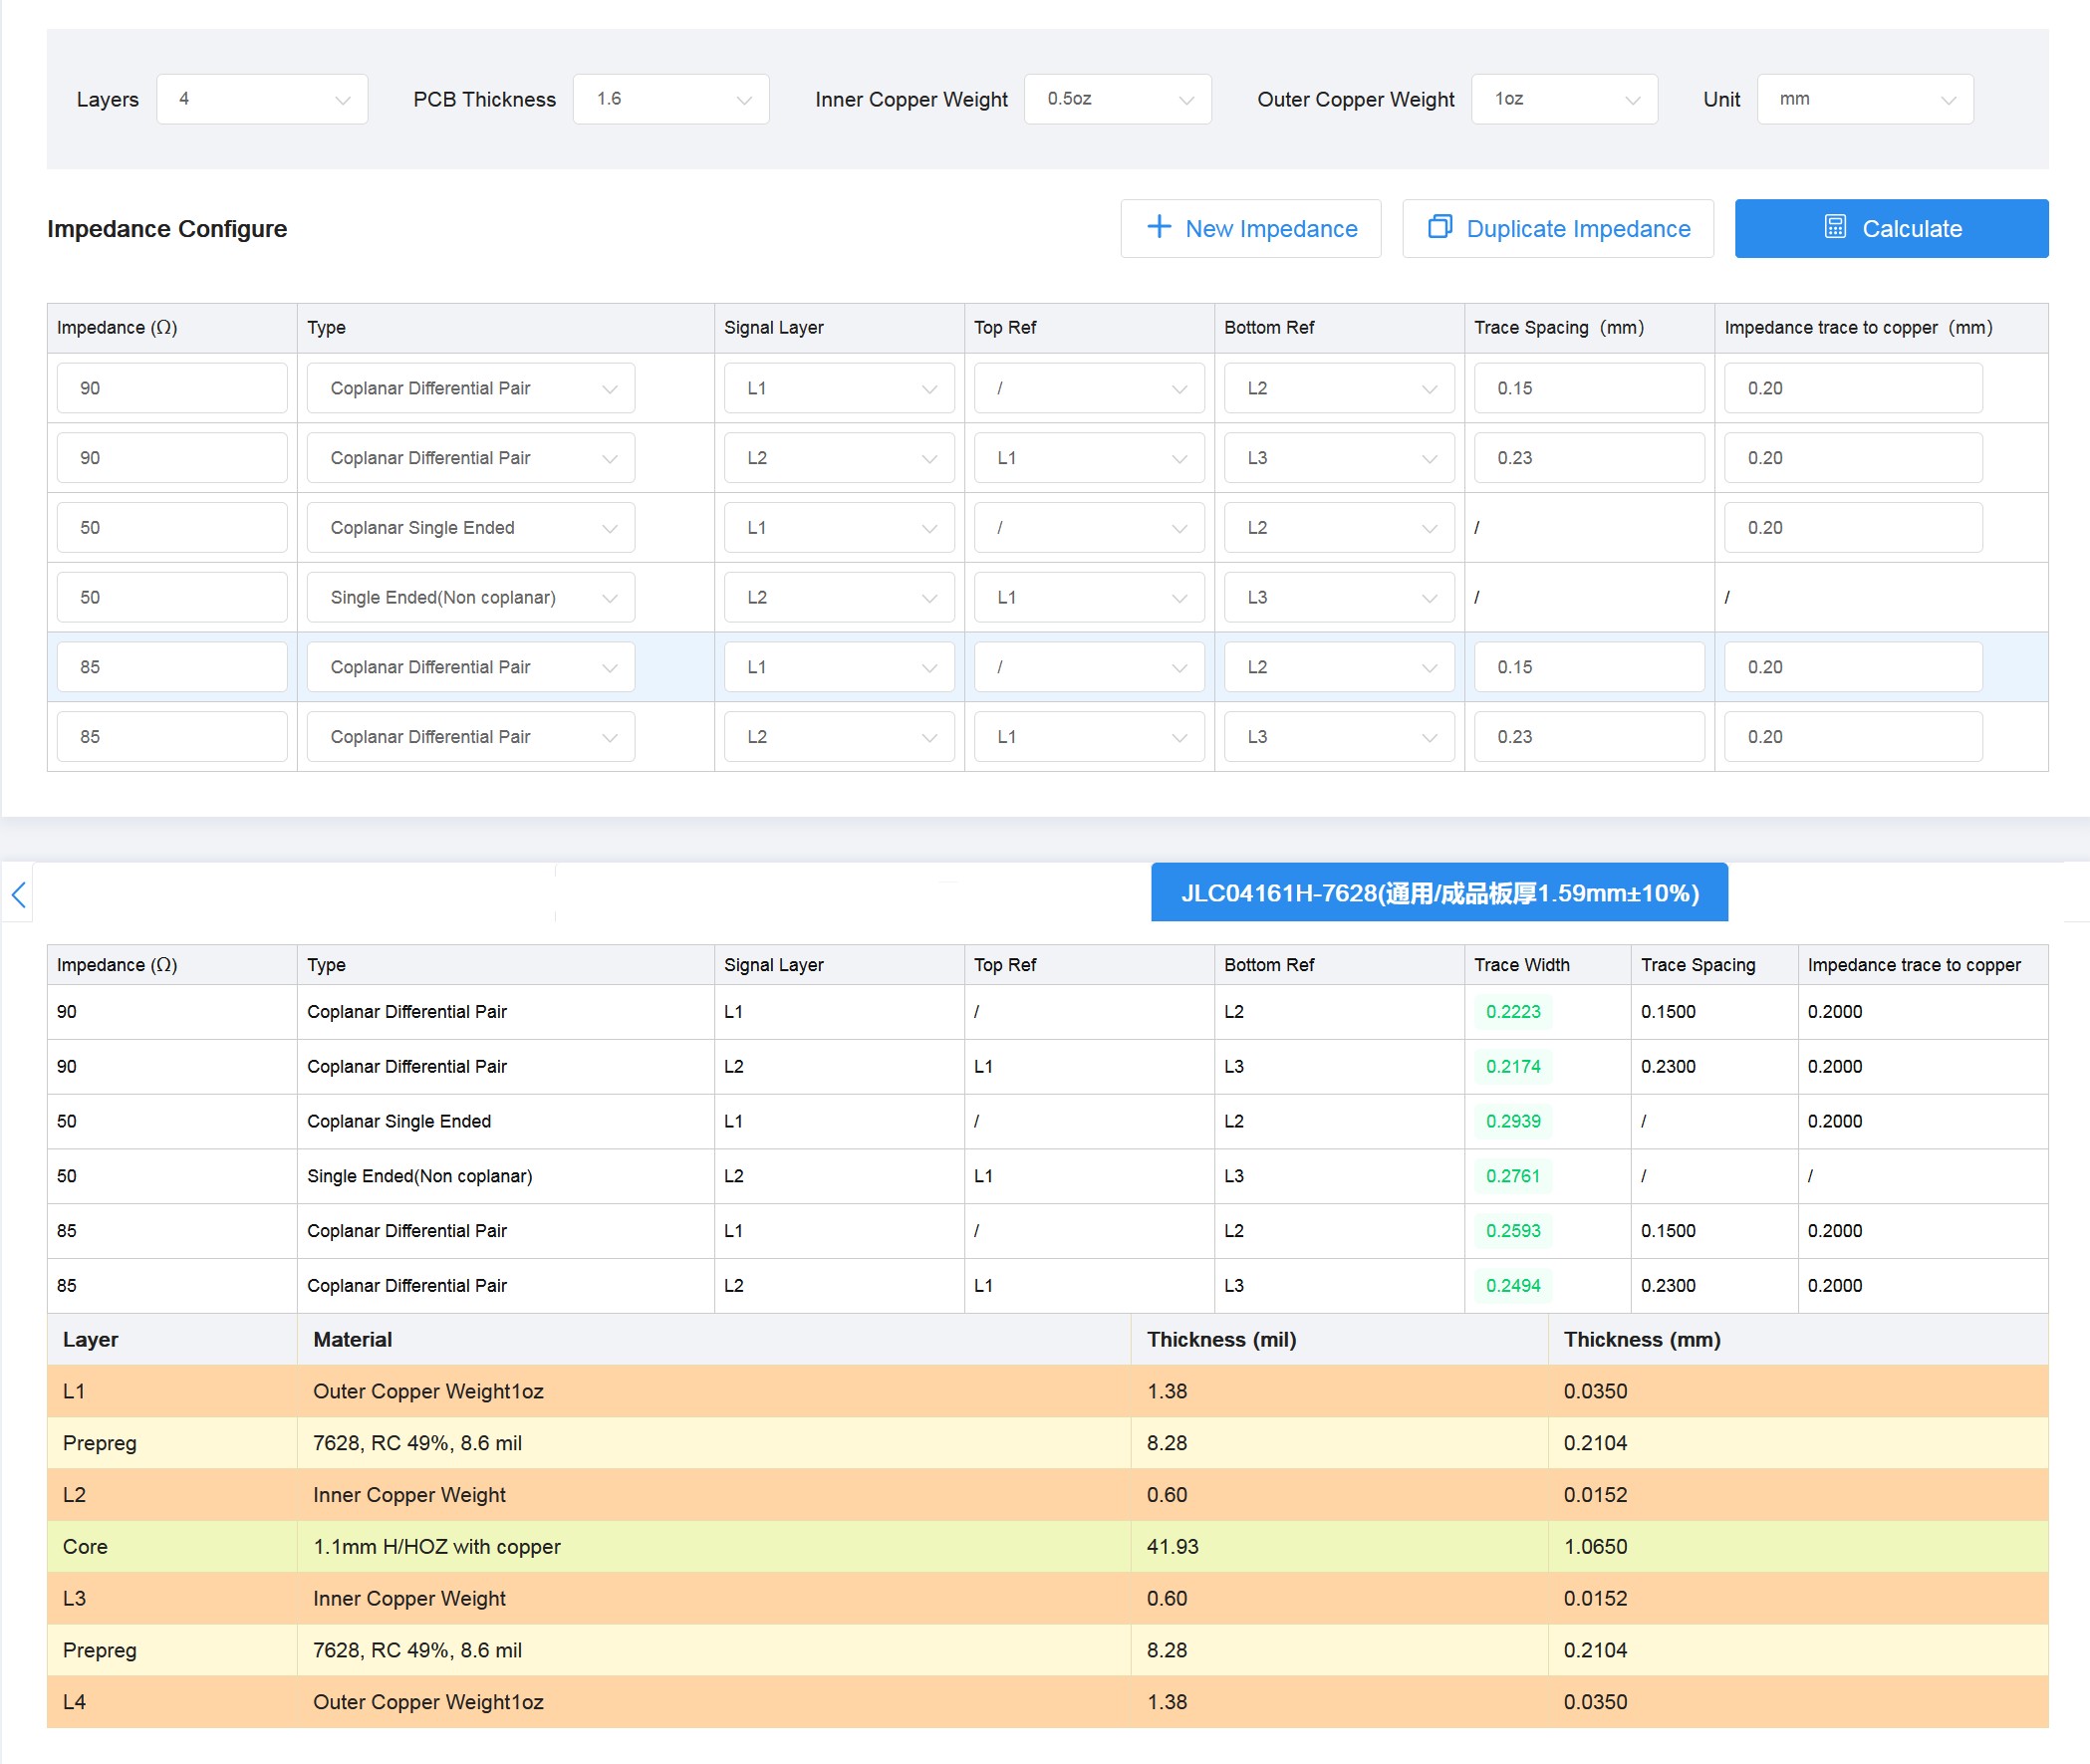 Layers 4 PCB Thickness 1.6 Inner Copper Weight 0.5oz Outer Copper Weight 1oz Unit mm
Impedance Configure New Impedance Duplicate Impedance Calculate
Impedance (Ω) Type Signal Layer Top Ref Bottom Ref Trace Spacing（mm） Impedance trace to copper（mm）
90 Coplanar Differential Pair L1 / L2 0.15 0.20
90 Coplanar Differential Pair L2 L1 L3 0.23 0.20
50 Coplanar Single Ended L1 / L2 / 0.20
50 Single Ended(Non coplanar) L2 L1 L3 / /
85 Coplanar Differential Pair L1 / L2 0.15 0.20
85 Coplanar Differential Pair L2 L1 L3 0.23 0.20
JLC04161H-7628(通用/成品板厚1.59mm±10%)
Impedance (Ω) Type Signal Layer Top Ref Bottom Ref Trace Width Trace Spacing Impedance trace to copper
90 Coplanar Differential Pair L1 / L2 0.2223 0.1500 0.2000
90 Coplanar Differential Pair L2 L1 L3 0.2174 0.2300 0.2000
50 Coplanar Single Ended L1 / L2 0.2939 / 0.2000
50 Single Ended(Non coplanar) L2 L1 L3 0.2761 / /
85 Coplanar Differential Pair L1 / L2 0.2593 0.1500 0.2000
85 Coplanar Differential Pair L2 L1 L3 0.2494 0.2300 0.2000
Layer Material Thickness (mil) Thickness (mm)
L1 Outer Copper Weight1oz 1.38 0.0350
Prepreg 7628, RC 49%, 8.6 mil 8.28 0.2104
L2 Inner Copper Weight 0.60 0.0152
Core 1.1mm H/HOZ with copper 41.93 1.0650
L3 Inner Copper Weight 0.60 0.0152
Prepreg 7628, RC 49%, 8.6 mil 8.28 0.2104
L4 Outer Copper Weight1oz 1.38 0.0350